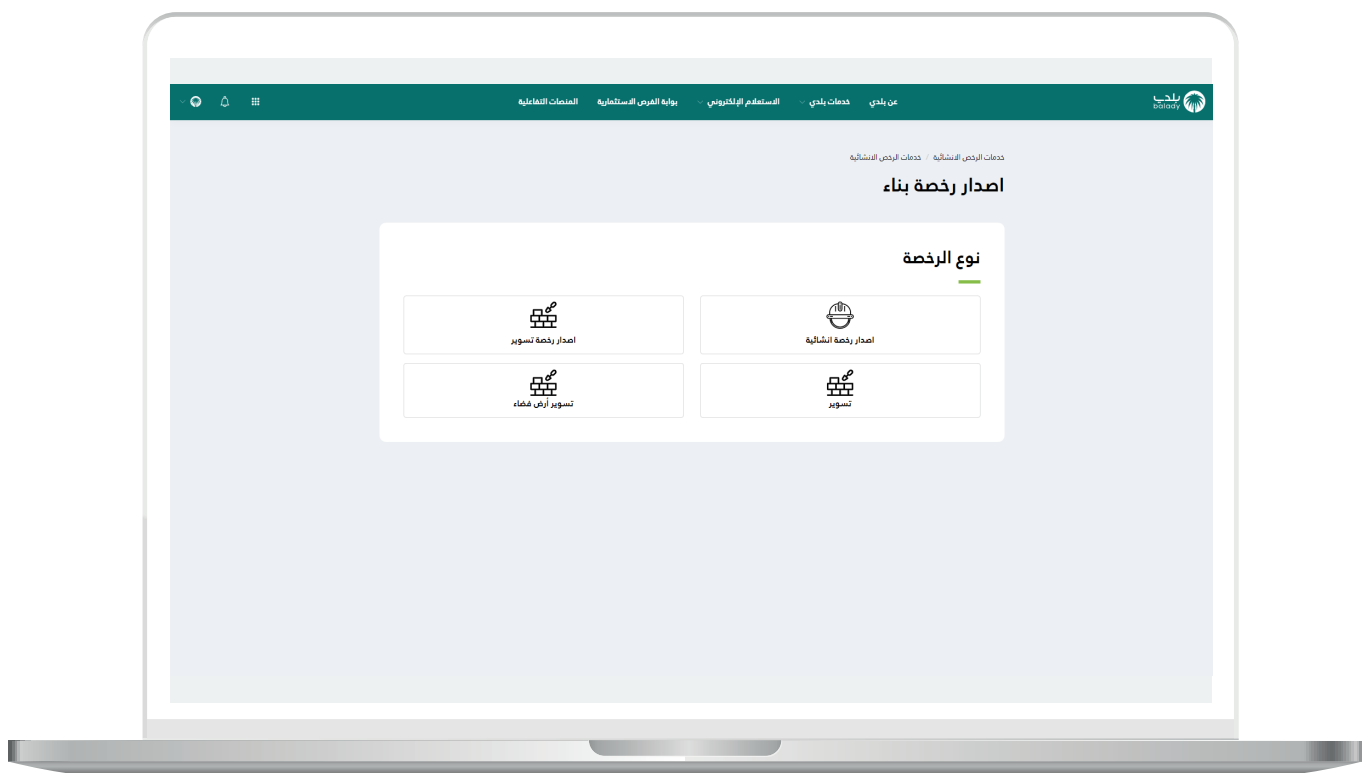 بلدي
balady
عن بلدي خدمات بلدي الاستعلام الإلكتروني بوابة الفرص الاستثمارية المنصات التفاعلية
خدمات الرخص الانشائية / خدمات الرخص الانشائية
اصدار رخصة بناء
نوع الرخصة
اصدار رخصة انشائية
اصدار رخصة تسوير
تسوير
تسوير أرض فضاء